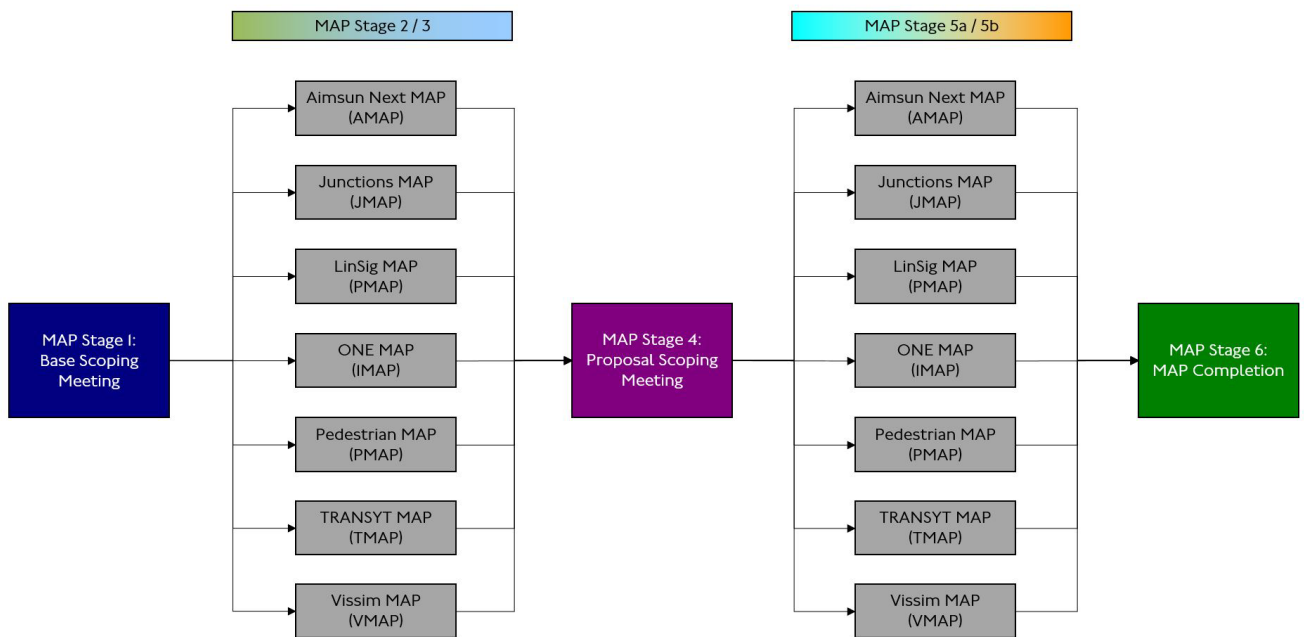 MAP Stage 2 / 3
MAP Stage 5a / 5b
MAP Stage 1:
Base Scoping
Meeting
Aimsun Next MAP
(AMAP)
Junctions MAP
(JMAP)
LinSig MAP
(PMAP)
ONE MAP
(IMAP)
Pedestrian MAP
(PMAP)
TRANSYT MAP
(TMAP)
Vissim MAP
(VMAP)
MAP Stage 4:
Proposal Scoping
Meeting
Aimsun Next MAP
(AMAP)
Junctions MAP
(JMAP)
LinSig MAP
(PMAP)
ONE MAP
(IMAP)
Pedestrian MAP
(PMAP)
TRANSYT MAP
(TMAP)
Vissim MAP
(VMAP)
MAP Stage 6:
MAP Completion